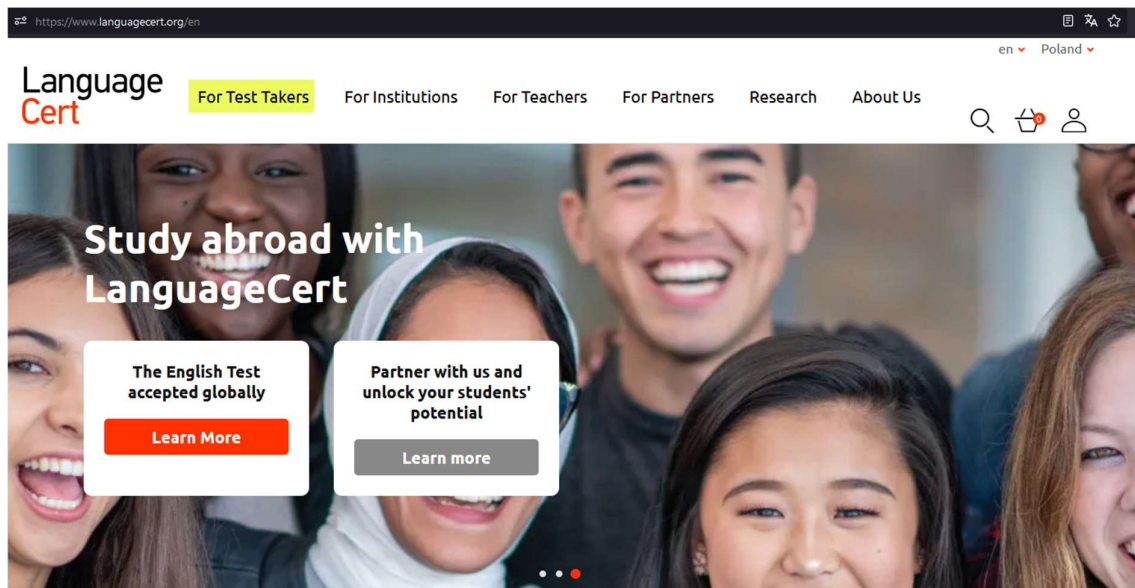 https://www.languagecert.org/en
en Poland
Language
Cert
For Test Takers For Institutions For Teachers For Partners Research About Us
0
Study abroad with
LanguageCert
The English Test
accepted globally
Learn More
Partner with us and
unlock your students'
potential
Learn more